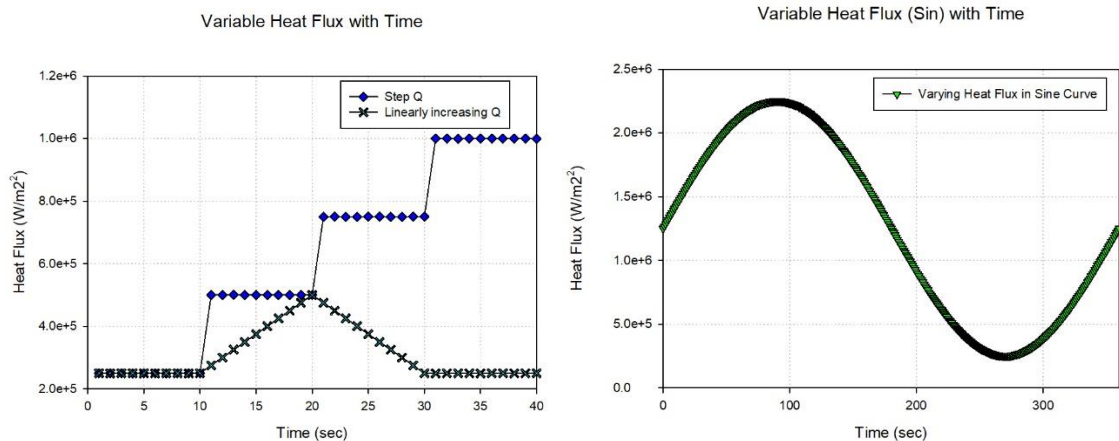 Variable Heat Flux with Time
1.2e+6
1.0e+6
8.0e+5
6.0e+5
4.0e+5
2.0e+5
Heat Flux (W/m2²)
Step Q
Linearly increasing Q
0 5 10 15 20 25 30 35 40
Time (sec)
Variable Heat Flux (Sin) with Time
2.5e+6
2.0e+6
1.5e+6
1.0e+6
5.0e+5
0.0
Heat Flux (W/m2²)
Varying Heat Flux in Sine Curve
0 100 200 300
Time (sec)